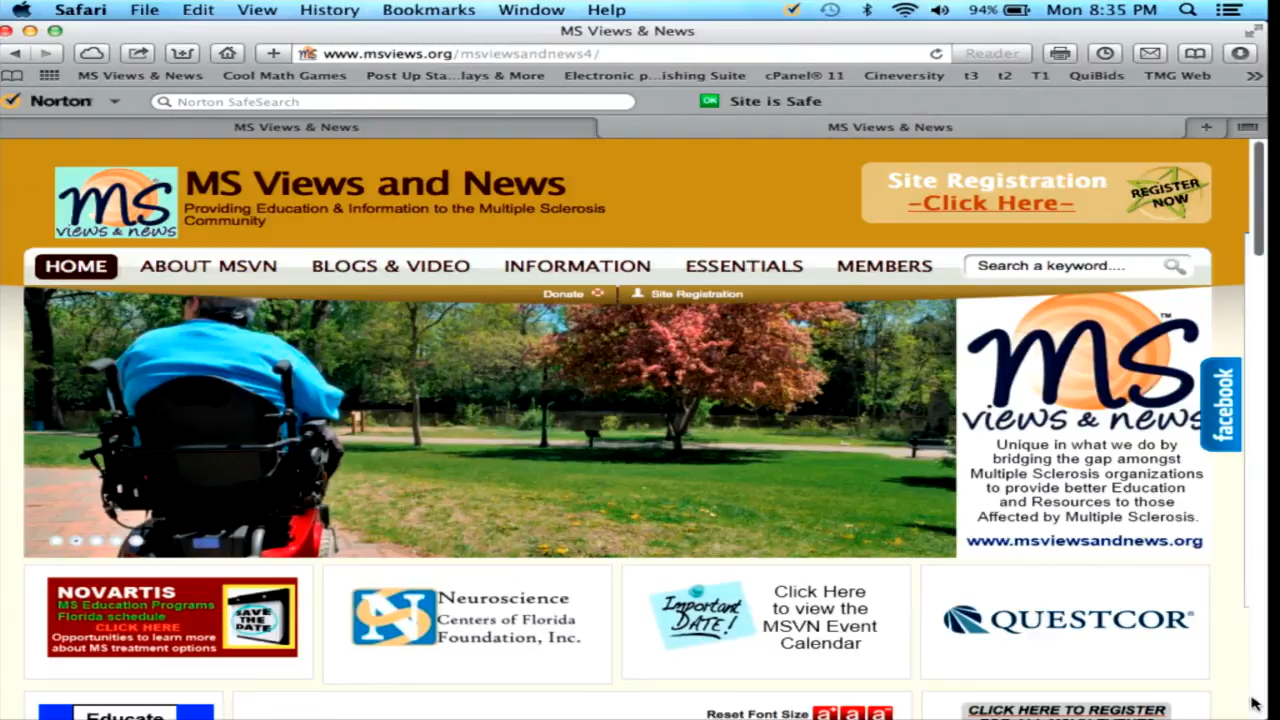 Safari File Edit View History Bookmarks Window Help 94% Mon 8:35 PM
MS Views & News
www.msviews.org/msviewsandnews4/ Reader
MS Views & News Cool Math Games Post Up Sta...lays & More Electronic p...ishing Suite cPanel® 11 Cineversity t3 t2 T1 QuiBids TMG Web
Norton Norton SafeSearch OK Site is Safe
MS Views & News MS Views & News
MS
views & news
MS Views and News
Providing Education & Information to the Multiple Sclerosis
Community
Site Registration
–Click Here–
REGISTER
NOW
HOME ABOUT MSVN BLOGS & VIDEO INFORMATION ESSENTIALS MEMBERS Search a keyword....
Donate Site Registration
MS™
views & news
Unique in what we do by
bridging the gap amongst
Multiple Sclerosis organizations
to provide better Education
and Resources to those
Affected by Multiple Sclerosis.
www.msviewsandnews.org
facebook
NOVARTIS
MS Education Programs
Florida schedule
CLICK HERE
Opportunities to learn more
about MS treatment options
SAVE
THE
DATE!
Neuroscience
Centers of Florida
Foundation, Inc.
Important
DATE!
Click Here
to view the
MSVN Event
Calendar
QUESTCOR®
Educate
Reset Font Size a+ a a-
CLICK HERE TO REGISTER